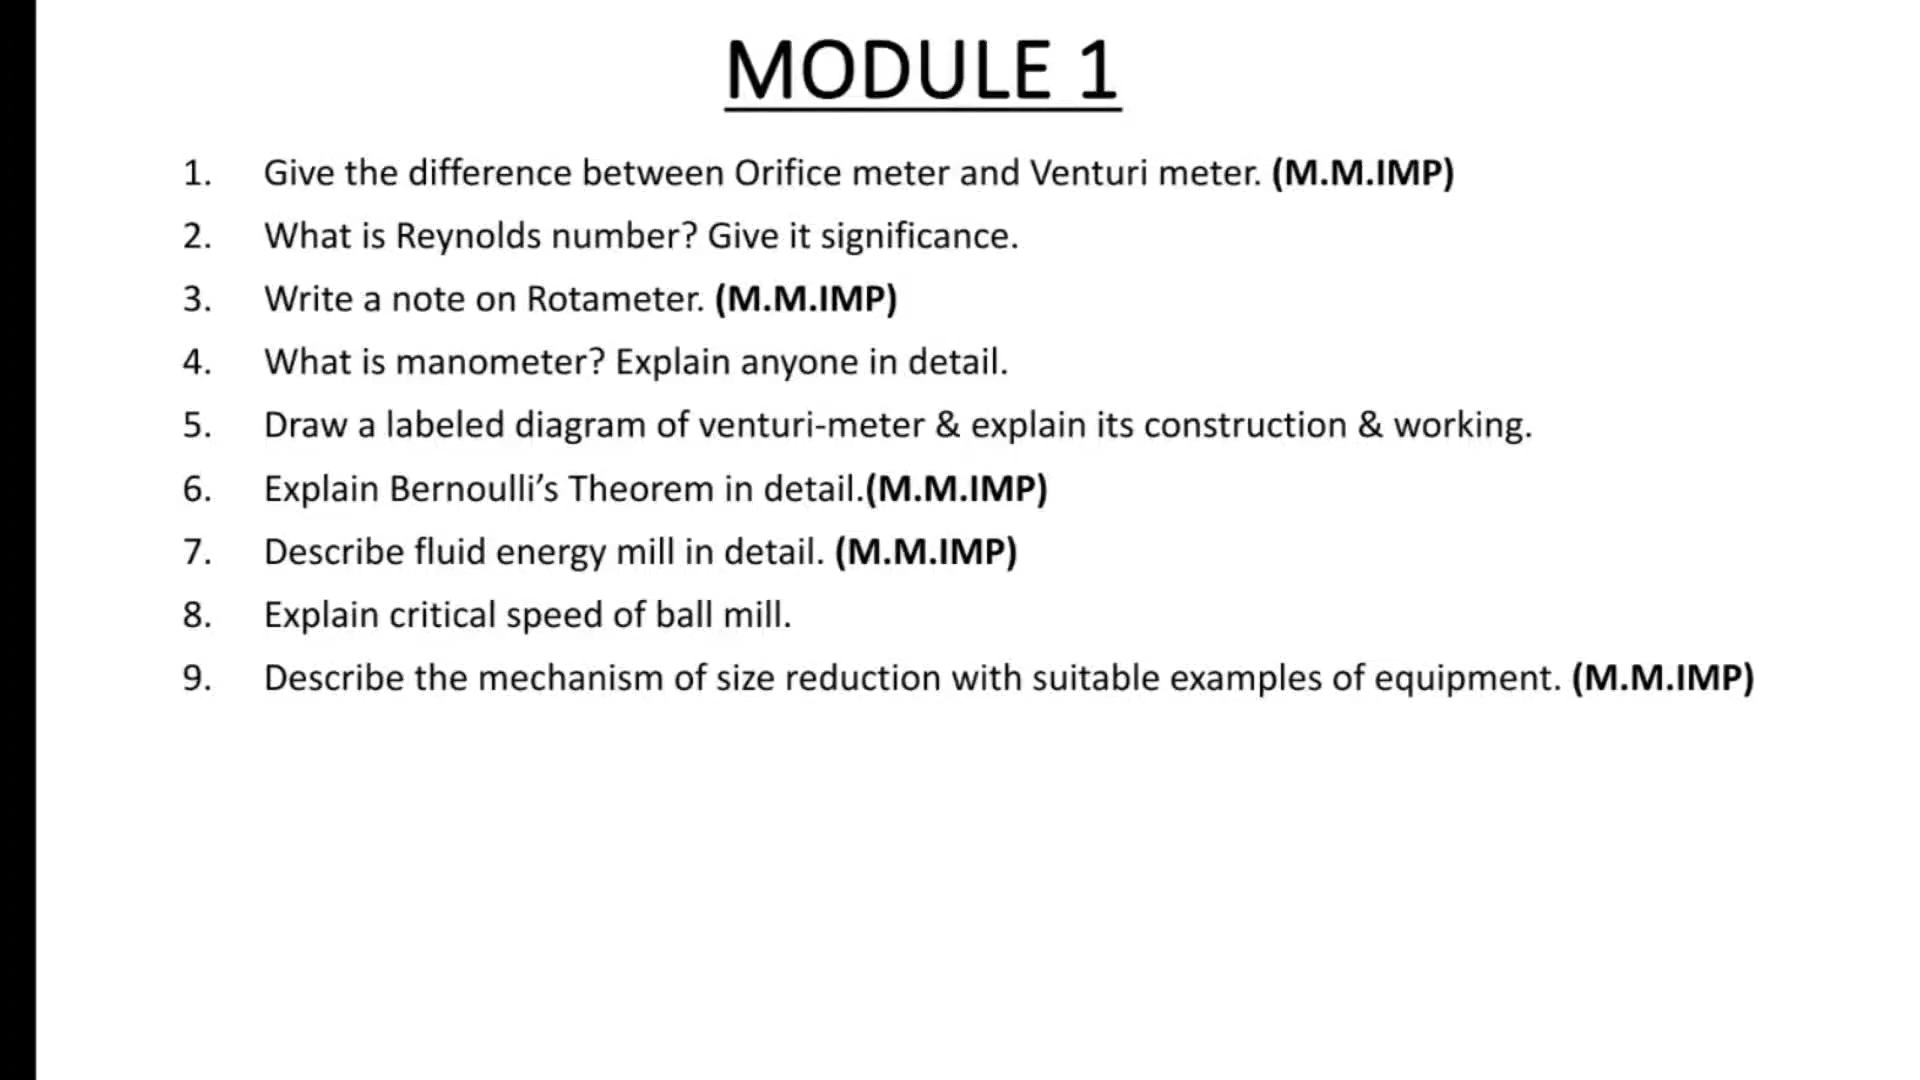 MODULE 1
1. Give the difference between Orifice meter and Venturi meter. (M.M.IMP)
2. What is Reynolds number? Give it significance.
3. Write a note on Rotameter. (M.M.IMP)
4. What is manometer? Explain anyone in detail.
5. Draw a labeled diagram of venturi-meter & explain its construction & working.
6. Explain Bernoulli’s Theorem in detail.(M.M.IMP)
7. Describe fluid energy mill in detail. (M.M.IMP)
8. Explain critical speed of ball mill.
9. Describe the mechanism of size reduction with suitable examples of equipment. (M.M.IMP)